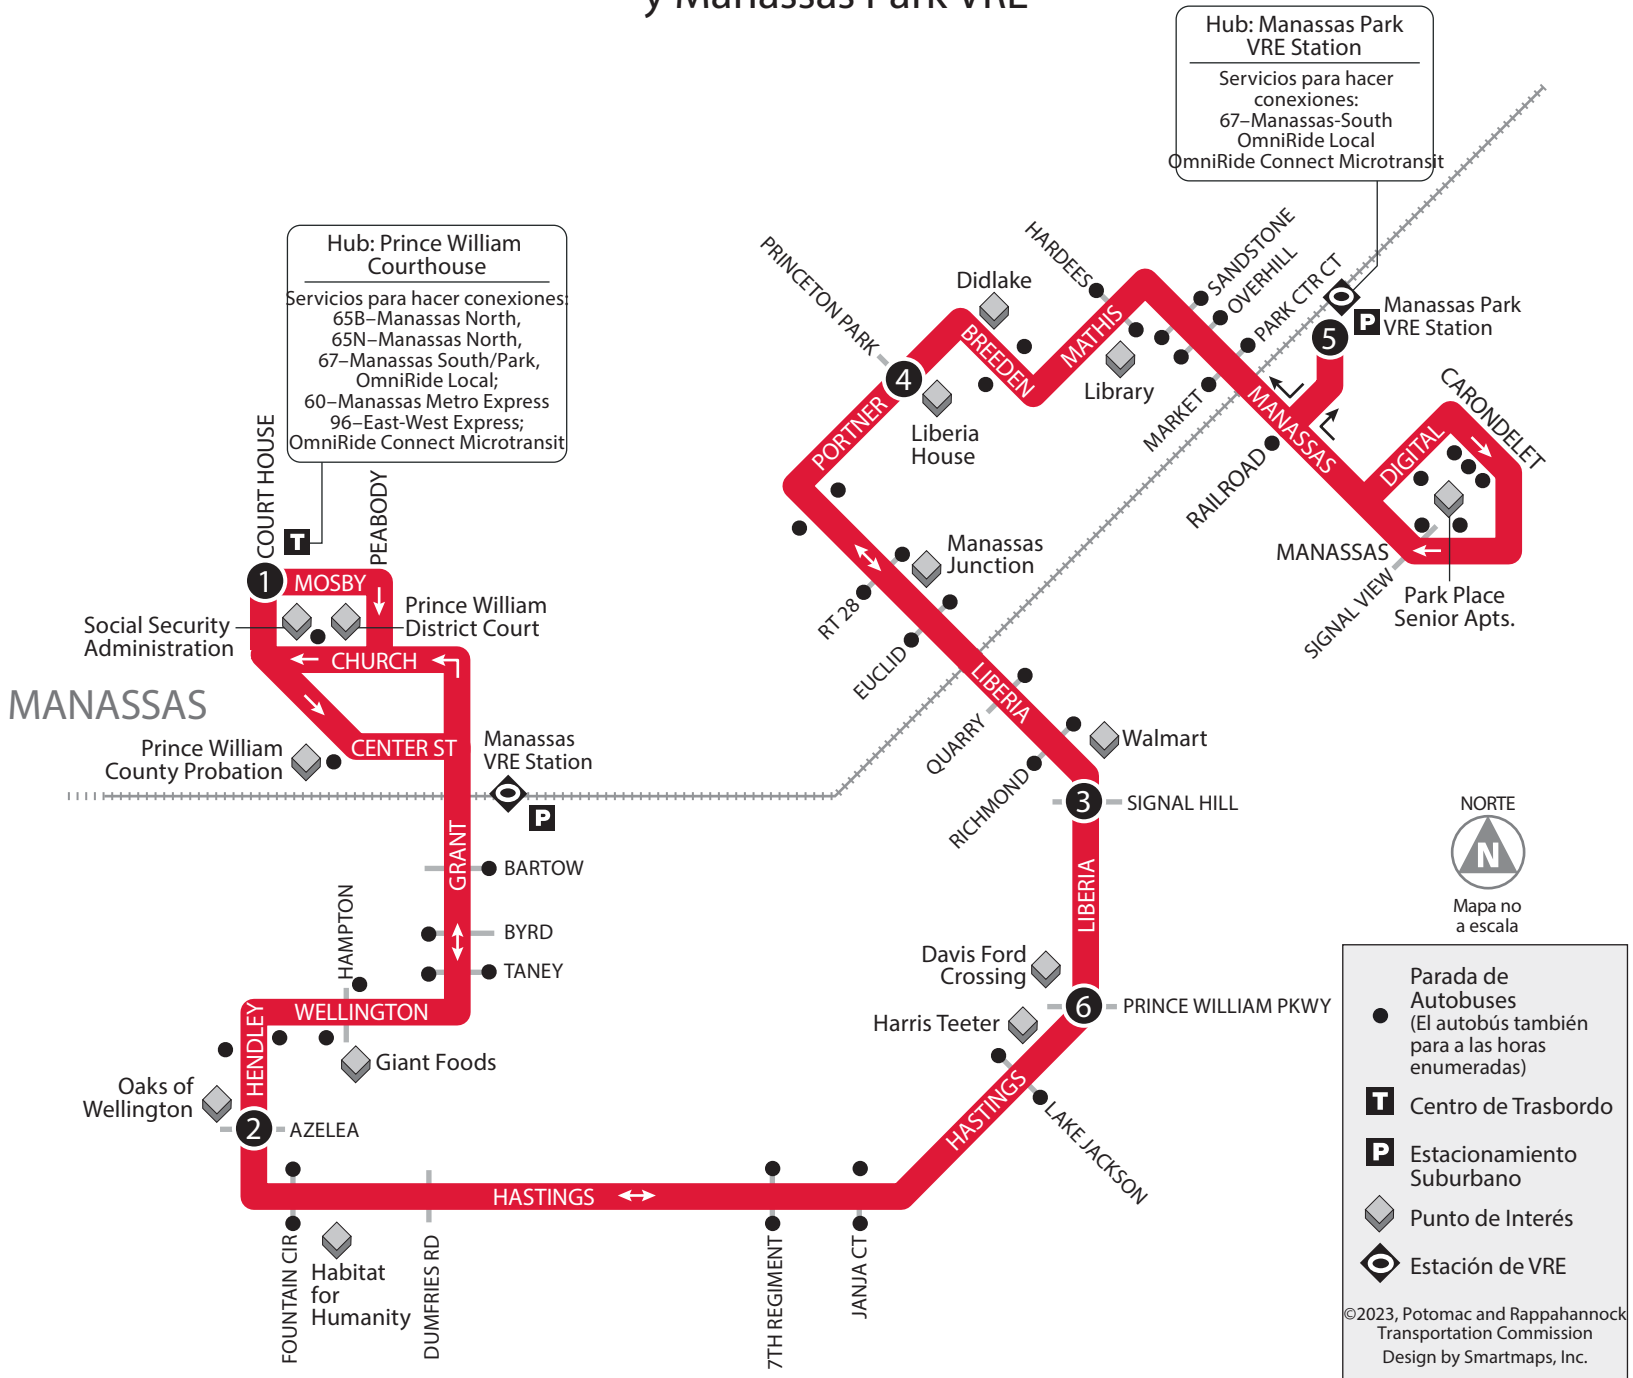 y Manassas Park VRE
Hub: Manassas Park
VRE Station
Servicios para hacer
conexiones:
67–Manassas-South
OmniRide Local
OmniRide Connect Microtransit
Hub: Prince William
Courthouse
Servicios para hacer conexiones:
65B–Manassas North,
65N–Manassas North,
67–Manassas South/Park,
OmniRide Local;
60–Manassas Metro Express
96–East-West Express;
OmniRide Connect Microtransit
PRINCETON PARK
Didlake
HARDEES
SANDSTONE
OVERHILL
PARK CTR CT
Manassas Park
VRE Station
P
5
BREEDEN
MATHIS
Library
4
Liberia
House
PORTNER
MARKET
MANASSAS
RAILROAD
CARONDELET
DIGITAL
MANASSAS
SIGNAL VIEW
Park Place
Senior Apts.
COURT HOUSE
T
PEABODY
1
MOSBY
Social Security
Administration
Prince William
District Court
CHURCH
MANASSAS
Prince William
County Probation
CENTER ST
Manassas
VRE Station
P
Manassas
Junction
RT 28
EUCLID
LIBERIA
QUARRY
Walmart
RICHMOND
3
SIGNAL HILL
GRANT
BARTOW
BYRD
TANEY
HAMPTON
WELLINGTON
HENDLEY
Giant Foods
Oaks of
Wellington
2
AZELEA
LIBERIA
Davis Ford
Crossing
6
PRINCE WILLIAM PKWY
Harris Teeter
HASTINGS
LAKE JACKSON
HASTINGS
FOUNTAIN CIR
Habitat
for
Humanity
DUMFRIES RD
7TH REGIMENT
JANJA CT
NORTE
N
Mapa no
a escala
Parada de
Autobuses
(El autobús también
para a las horas
enumeradas)
T
Centro de Trasbordo
P
Estacionamiento
Suburbano
Punto de Interés
Estación de VRE
©2023, Potomac and Rappahannock
Transportation Commission
Design by Smartmaps, Inc.